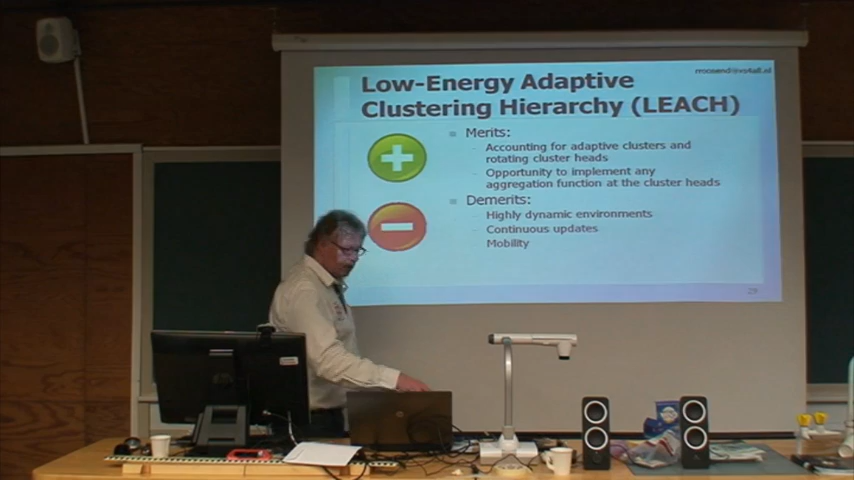 Low-Energy Adaptive
Clustering Hierarchy (LEACH)
Merits:
Accounting for adaptive clusters and
rotating cluster heads
Opportunity to implement any
aggregation function at the cluster heads
Demerits:
Highly dynamic environments
Continuous updates
Mobility